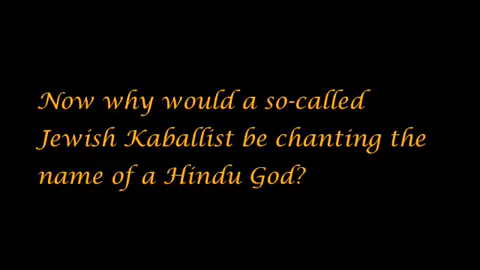 Now why would a so-called
Jewish Kaballist be chanting the
name of a Hindu God?